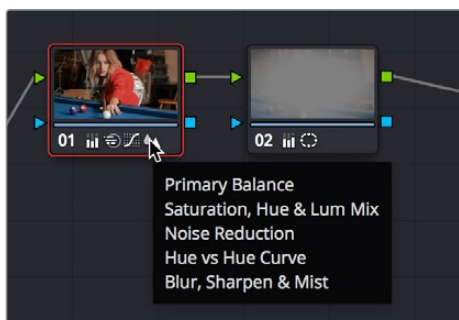 01
02
Primary Balance
Saturation, Hue & Lum Mix
Noise Reduction
Hue vs Hue Curve
Blur, Sharpen & Mist